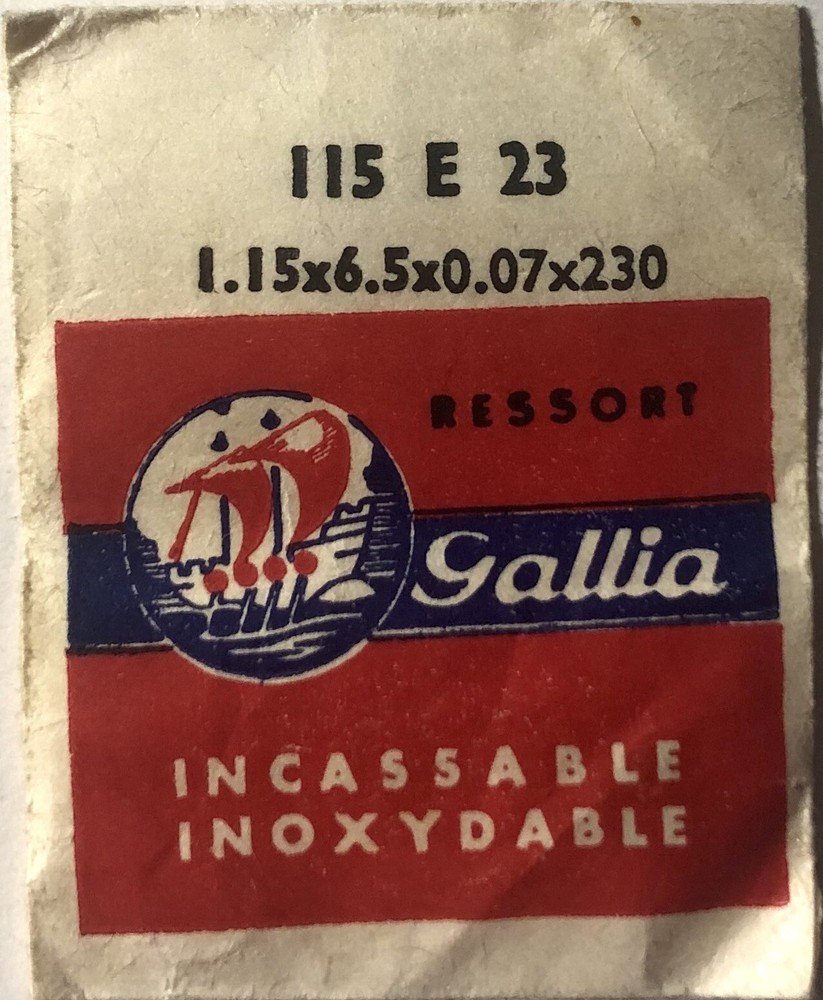 115 E 23
1.15x6.5x0.07x230
RESSORT
Gallia
INCASSABLE
INOXYDABLE